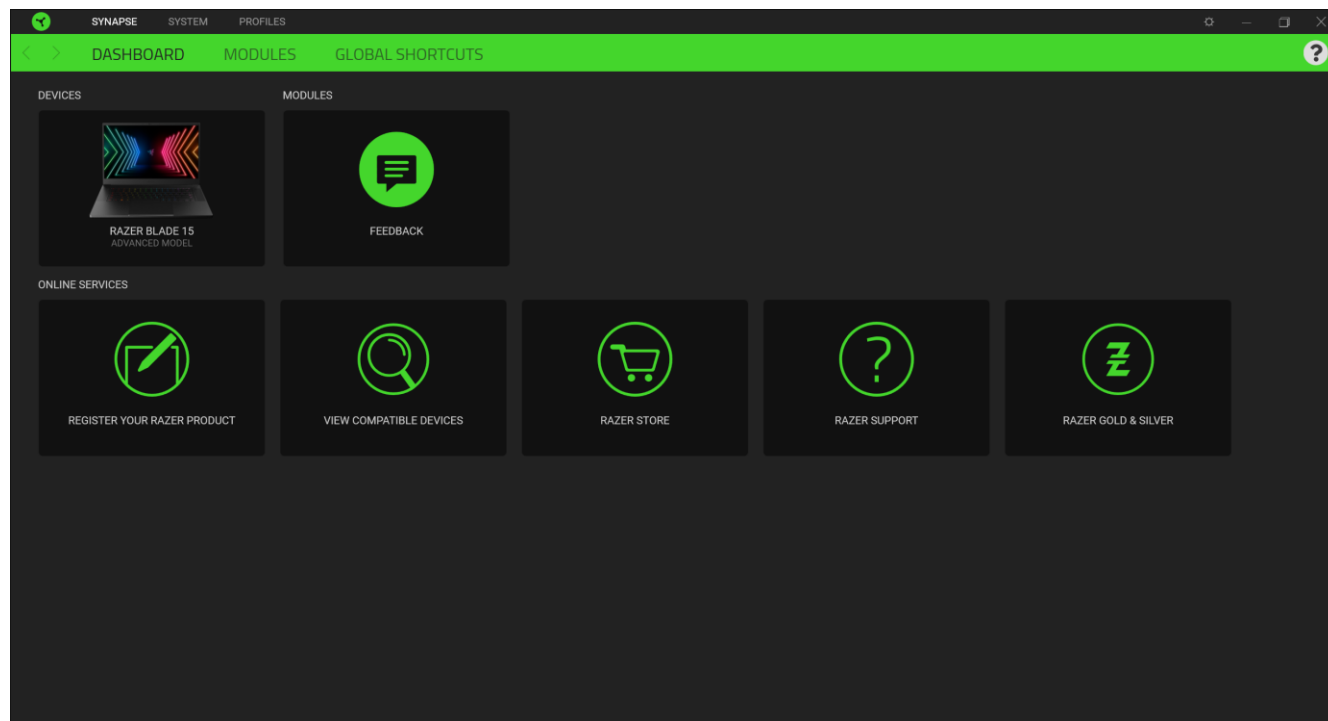 SYNAPSE SYSTEM PROFILES
DASHBOARD MODULES GLOBAL SHORTCUTS
?
DEVICES MODULES
RAZER BLADE 15
ADVANCED MODEL
FEEDBACK
ONLINE SERVICES
REGISTER YOUR RAZER PRODUCT
VIEW COMPATIBLE DEVICES
RAZER STORE
?
RAZER SUPPORT
RAZER GOLD & SILVER